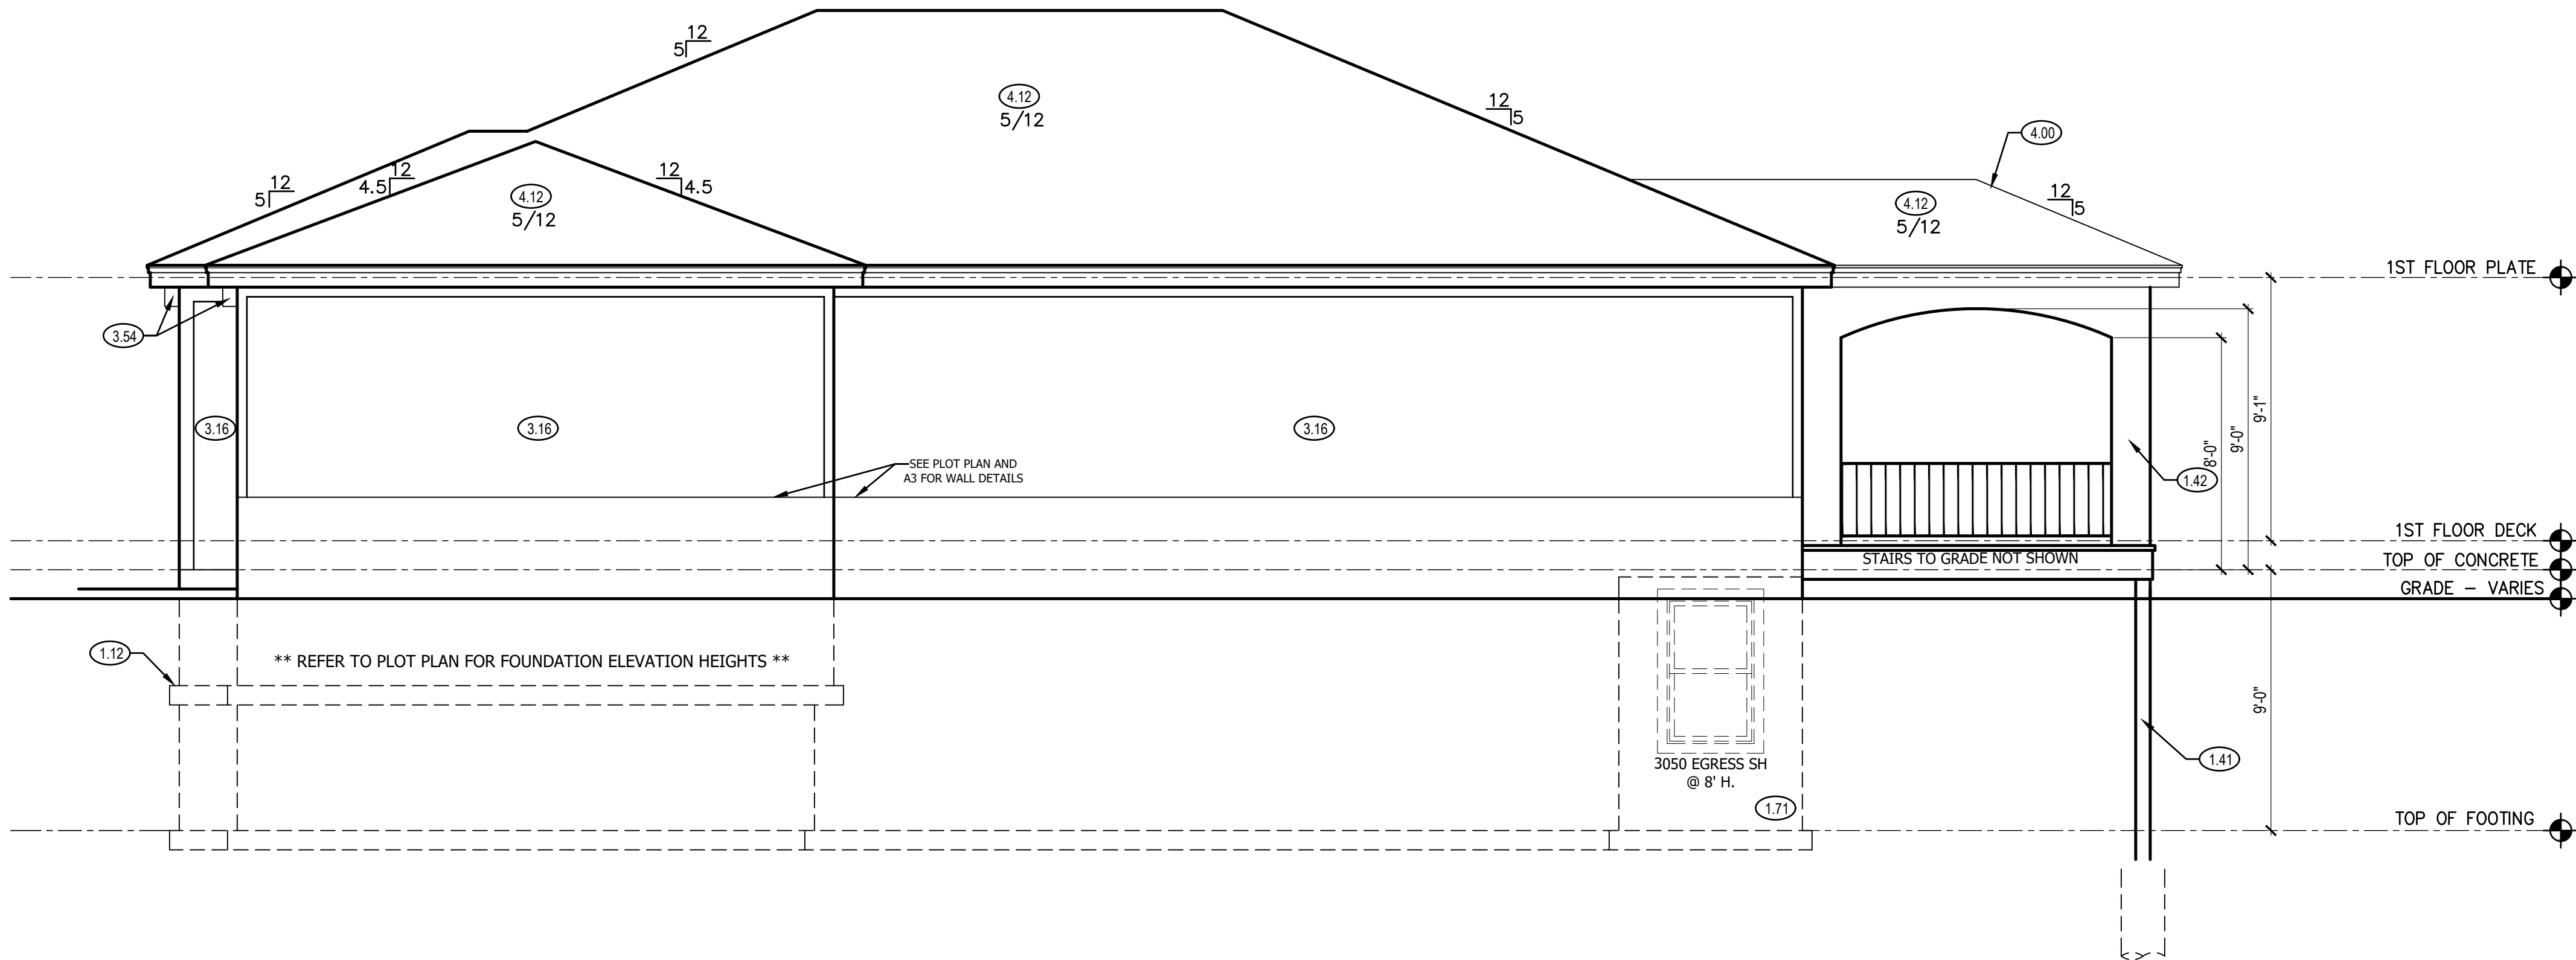 12
5
4.12
5/12
12
5
4.00
12
4.5
12
4.5
12
5
4.12
5/12
4.12
5/12
12
5
1ST FLOOR PLATE
3.54
3.16
3.16
3.16
SEE PLOT PLAN AND
A3 FOR WALL DETAILS
1.42
8'-0"
9'-0"
9'-1"
1ST FLOOR DECK
STAIRS TO GRADE NOT SHOWN
TOP OF CONCRETE
GRADE – VARIES
1.12
** REFER TO PLOT PLAN FOR FOUNDATION ELEVATION HEIGHTS **
9'-0"
3050 EGRESS SH
@ 8' H.
1.41
1.71
TOP OF FOOTING